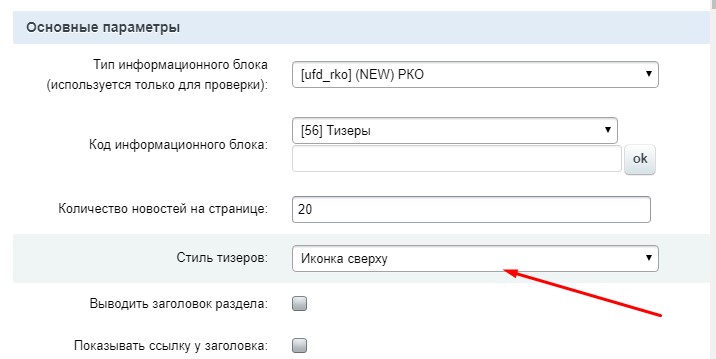 Основные параметры
Тип информационного блока
(используется только для проверки):
[ufd_rko] (NEW) РКО
Код информационного блока:
[56] Тизеры
ok
Количество новостей на странице:
20
Стиль тизеров:
Иконка сверху
Выводить заголовок раздела:
Показывать ссылку у заголовка: